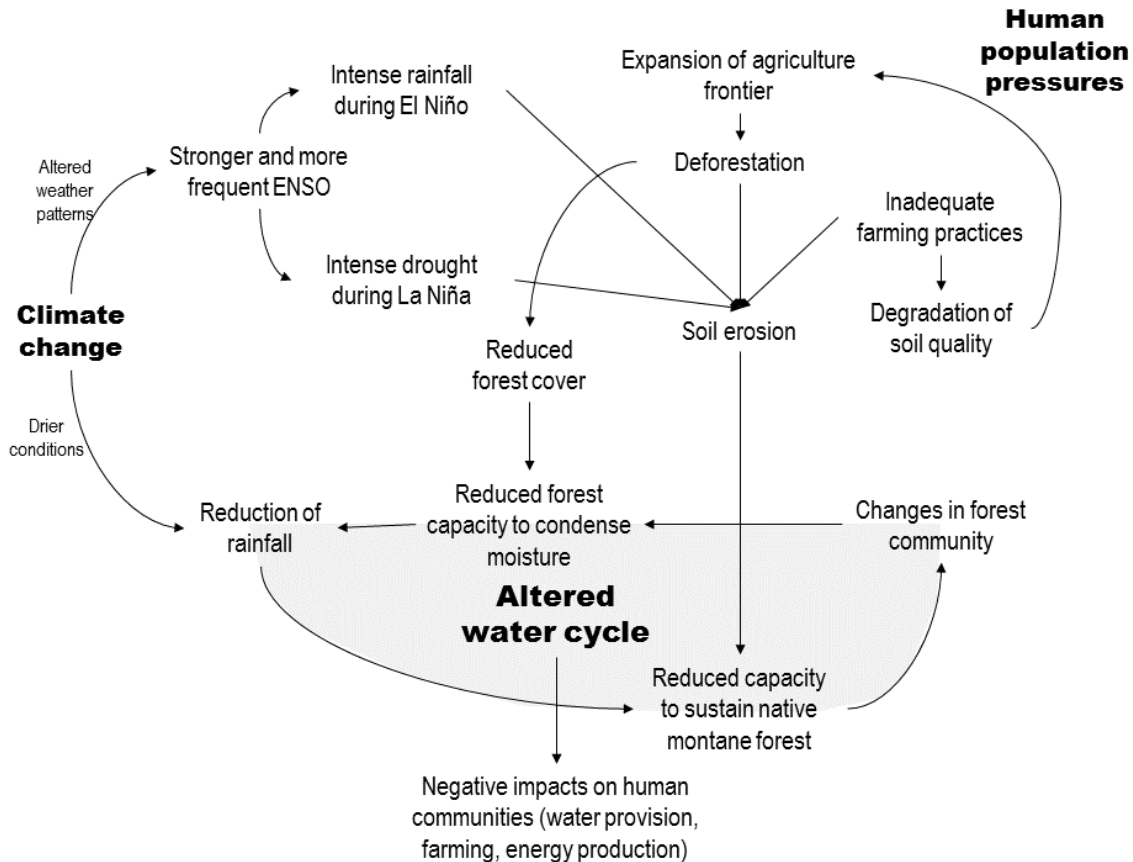 Human
population
pressures
Intense rainfall
during El Niño
Expansion of agriculture
frontier
Altered
weather
patterns
Stronger and more
frequent ENSO
Deforestation
Inadequate
farming practices
Intense drought
during La Niña
Climate
change
Soil erosion
Degradation of
soil quality
Reduced
forest cover
Drier
conditions
Reduction of
rainfall
Reduced forest
capacity to condense
moisture
Changes in forest
community
Altered
water cycle
Reduced capacity
to sustain native
montane forest
Negative impacts on human
communities (water provision,
farming, energy production)